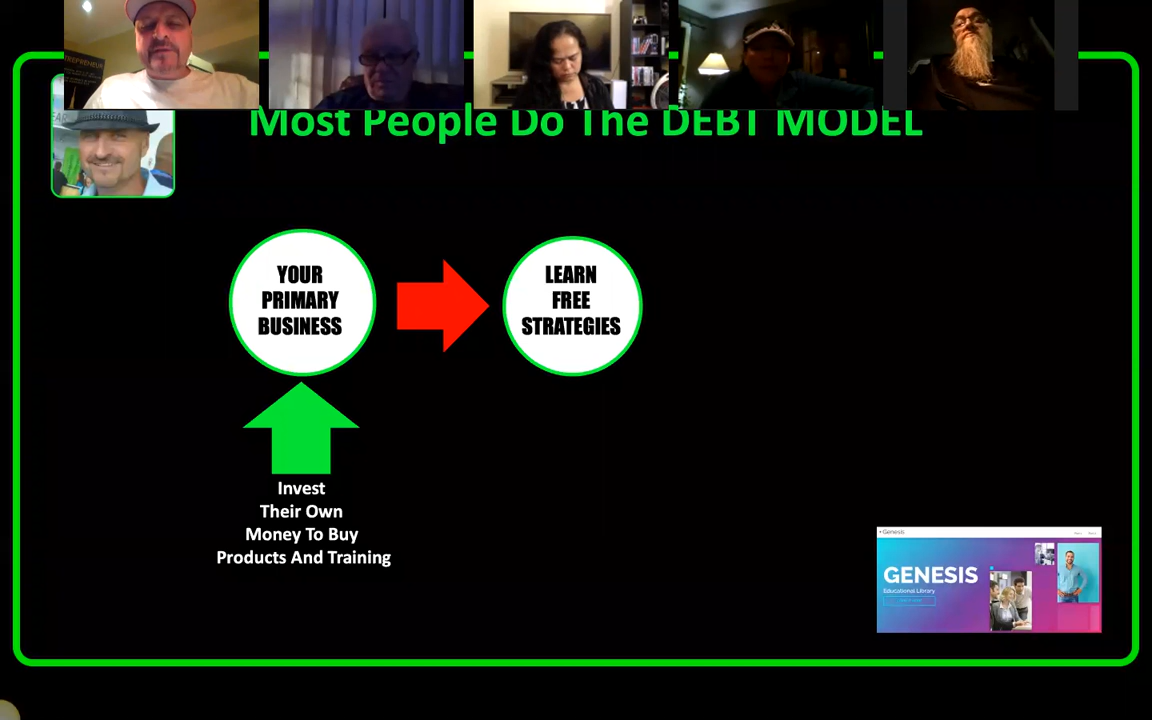 Most People Do The DEBT MODEL
YOUR
PRIMARY
BUSINESS
LEARN
FREE
STRATEGIES
Invest
Their Own
Money To Buy
Products And Training
Genesis
GENESIS
Educational Library